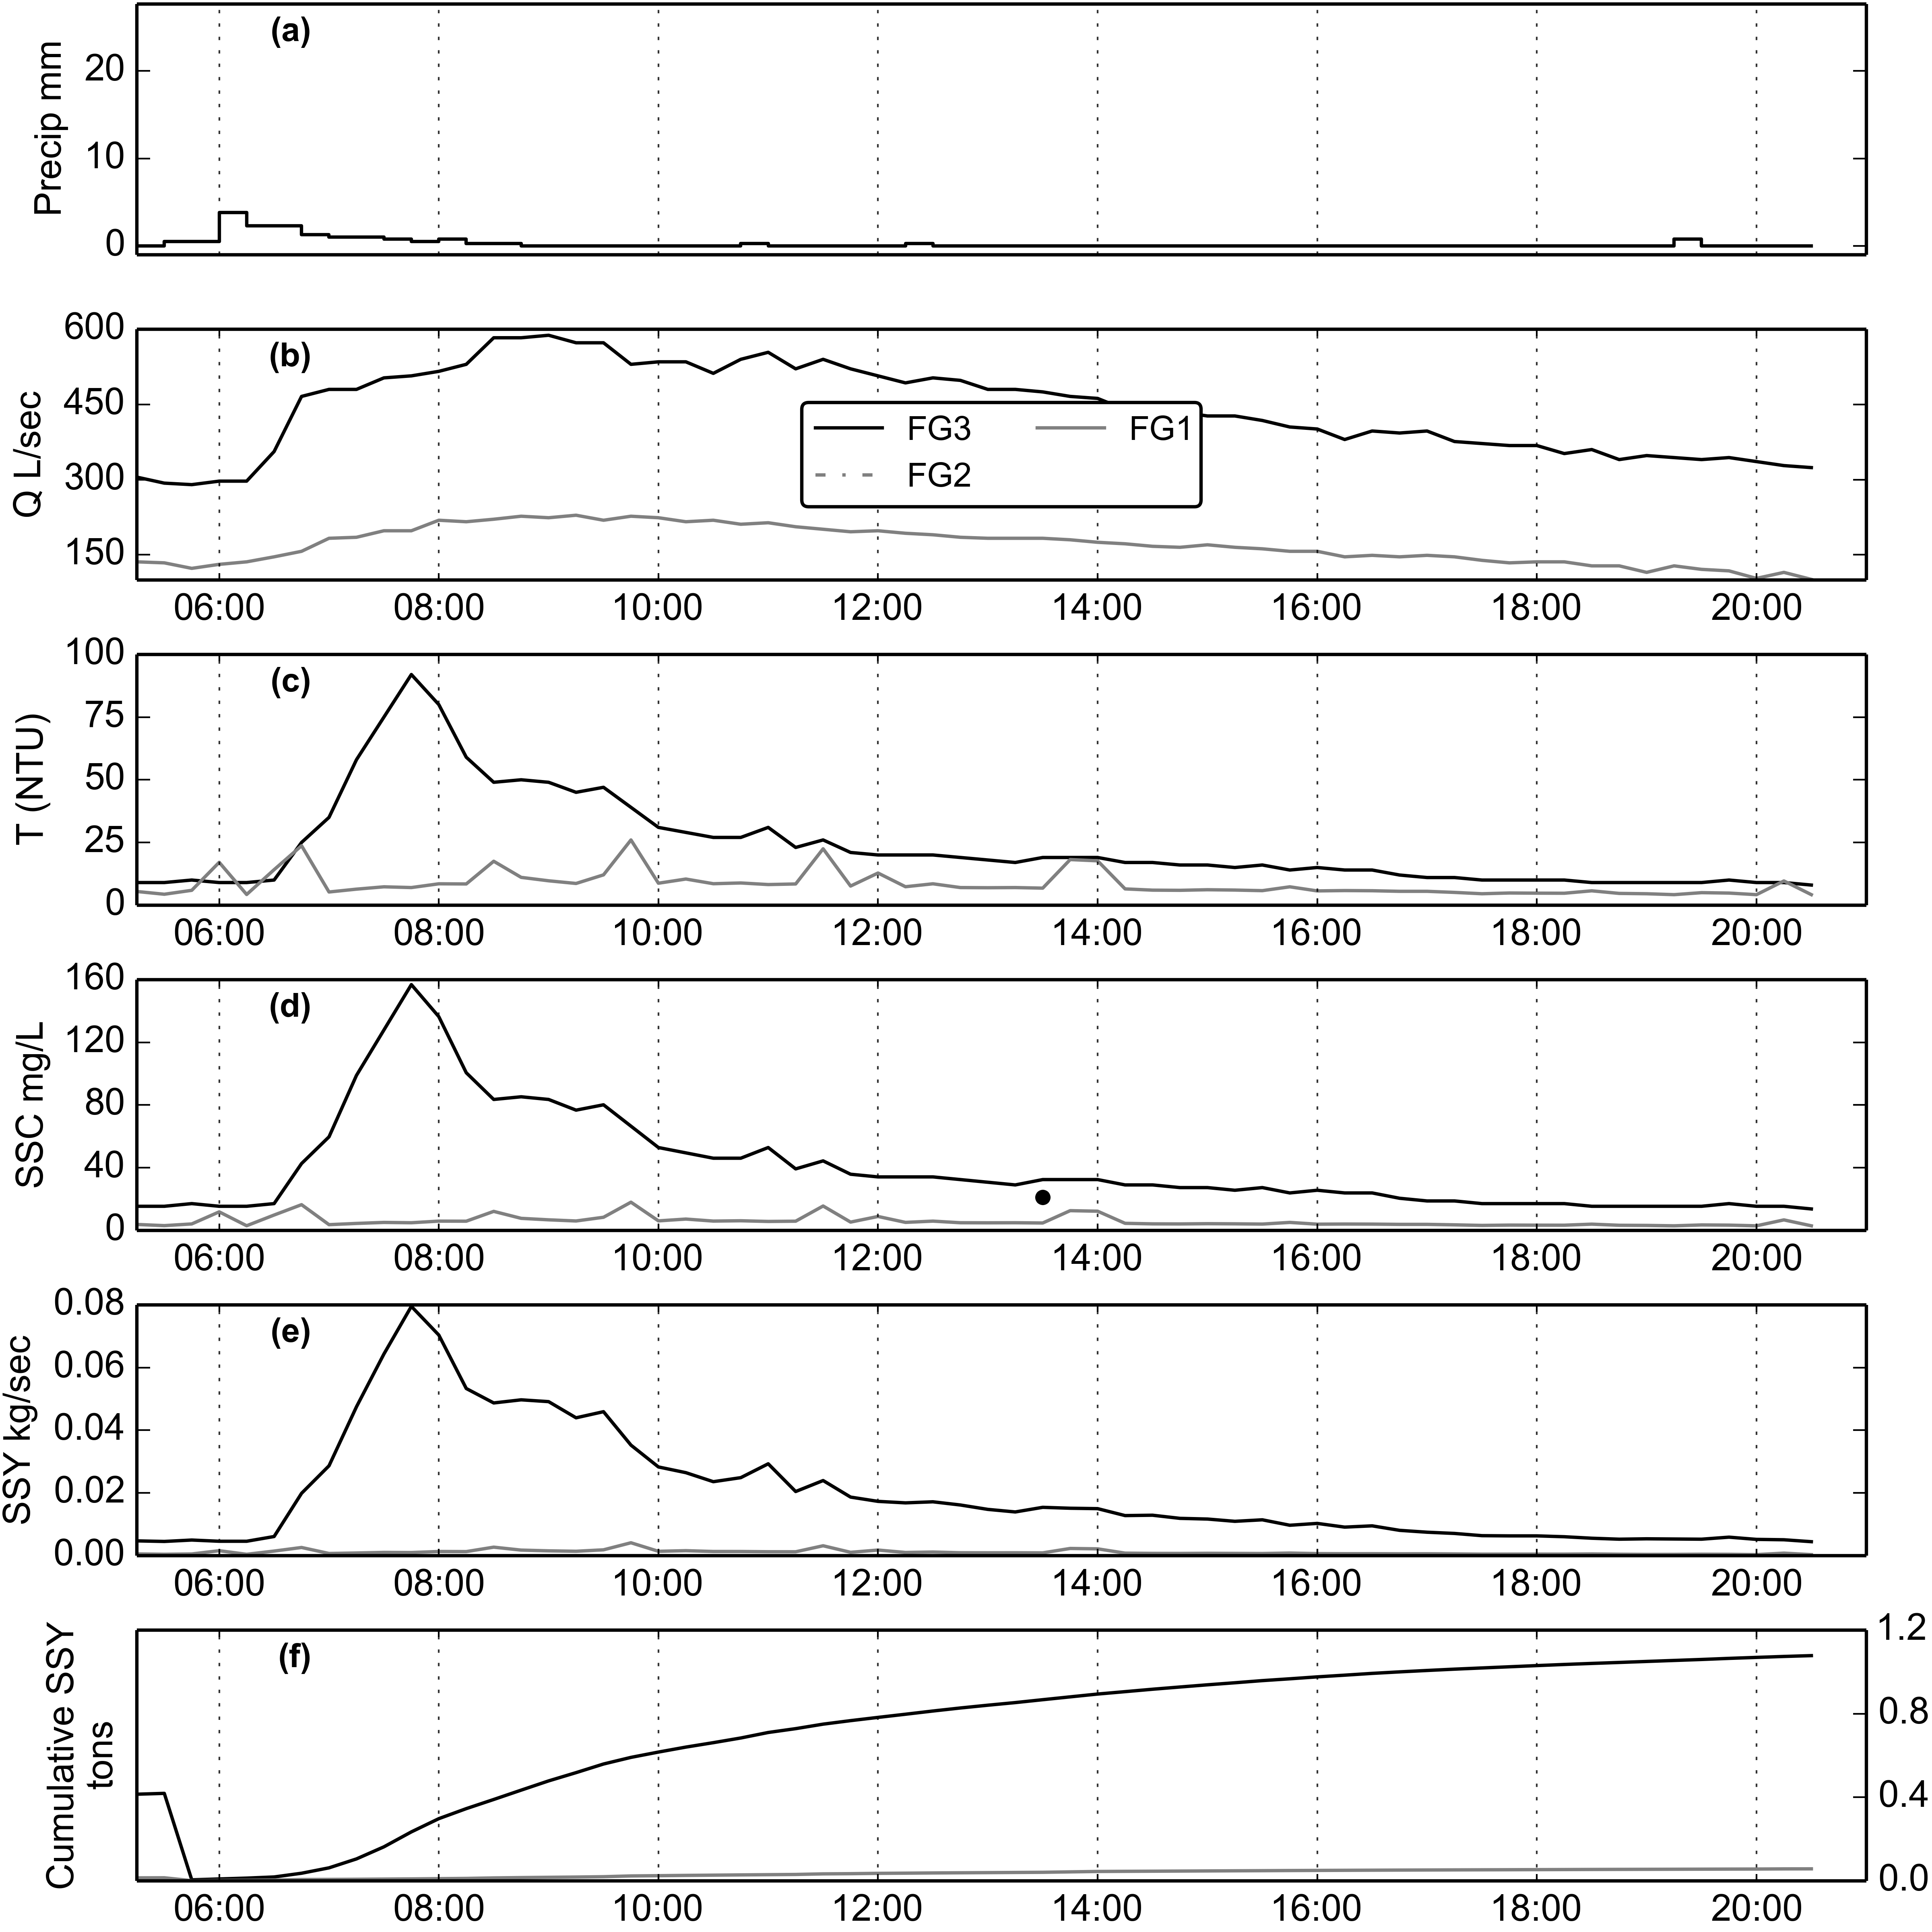 (a)
Precip mm
20
10
0
(b)
Q L/sec
600
450
300
150
FG3 FG1
FG2
06:00 08:00 10:00 12:00 14:00 16:00 18:00 20:00
(c)
T (NTU)
100
75
50
25
0
06:00 08:00 10:00 12:00 14:00 16:00 18:00 20:00
(d)
SSC mg/L
160
120
80
40
0
06:00 08:00 10:00 12:00 14:00 16:00 18:00 20:00
(e)
SSY kg/sec
0.08
0.06
0.04
0.02
0.00
06:00 08:00 10:00 12:00 14:00 16:00 18:00 20:00
(f)
Cumulative SSY
tons
1.2
0.8
0.4
0.0
06:00 08:00 10:00 12:00 14:00 16:00 18:00 20:00